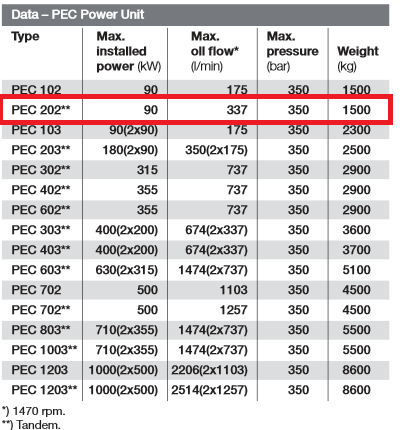 Data – PEC Power Unit
Type Max. installed power (kW) Max. oil flow* (l/min) Max. pressure (bar) Weight (kg)
PEC 102 90 175 350 1500
PEC 202** 90 337 350 1500
PEC 103 90(2x90) 175 350 2300
PEC 203** 180(2x90) 350(2x175) 350 2500
PEC 302** 315 737 350 2900
PEC 402** 355 737 350 2900
PEC 602** 355 737 350 2900
PEC 303** 400(2x200) 674(2x337) 350 3600
PEC 403** 400(2x200) 674(2x337) 350 3700
PEC 603** 630(2x315) 1474(2x737) 350 5100
PEC 702 500 1103 350 4500
PEC 702** 500 1257 350 4500
PEC 803** 710(2x355) 1474(2x737) 350 5500
PEC 1003** 710(2x355) 1474(2x737) 350 5500
PEC 1203 1000(2x500) 2206(2x1103) 350 8600
PEC 1203** 1000(2x500) 2514(2x1257) 350 8600
*) 1470 rpm.
**) Tandem.